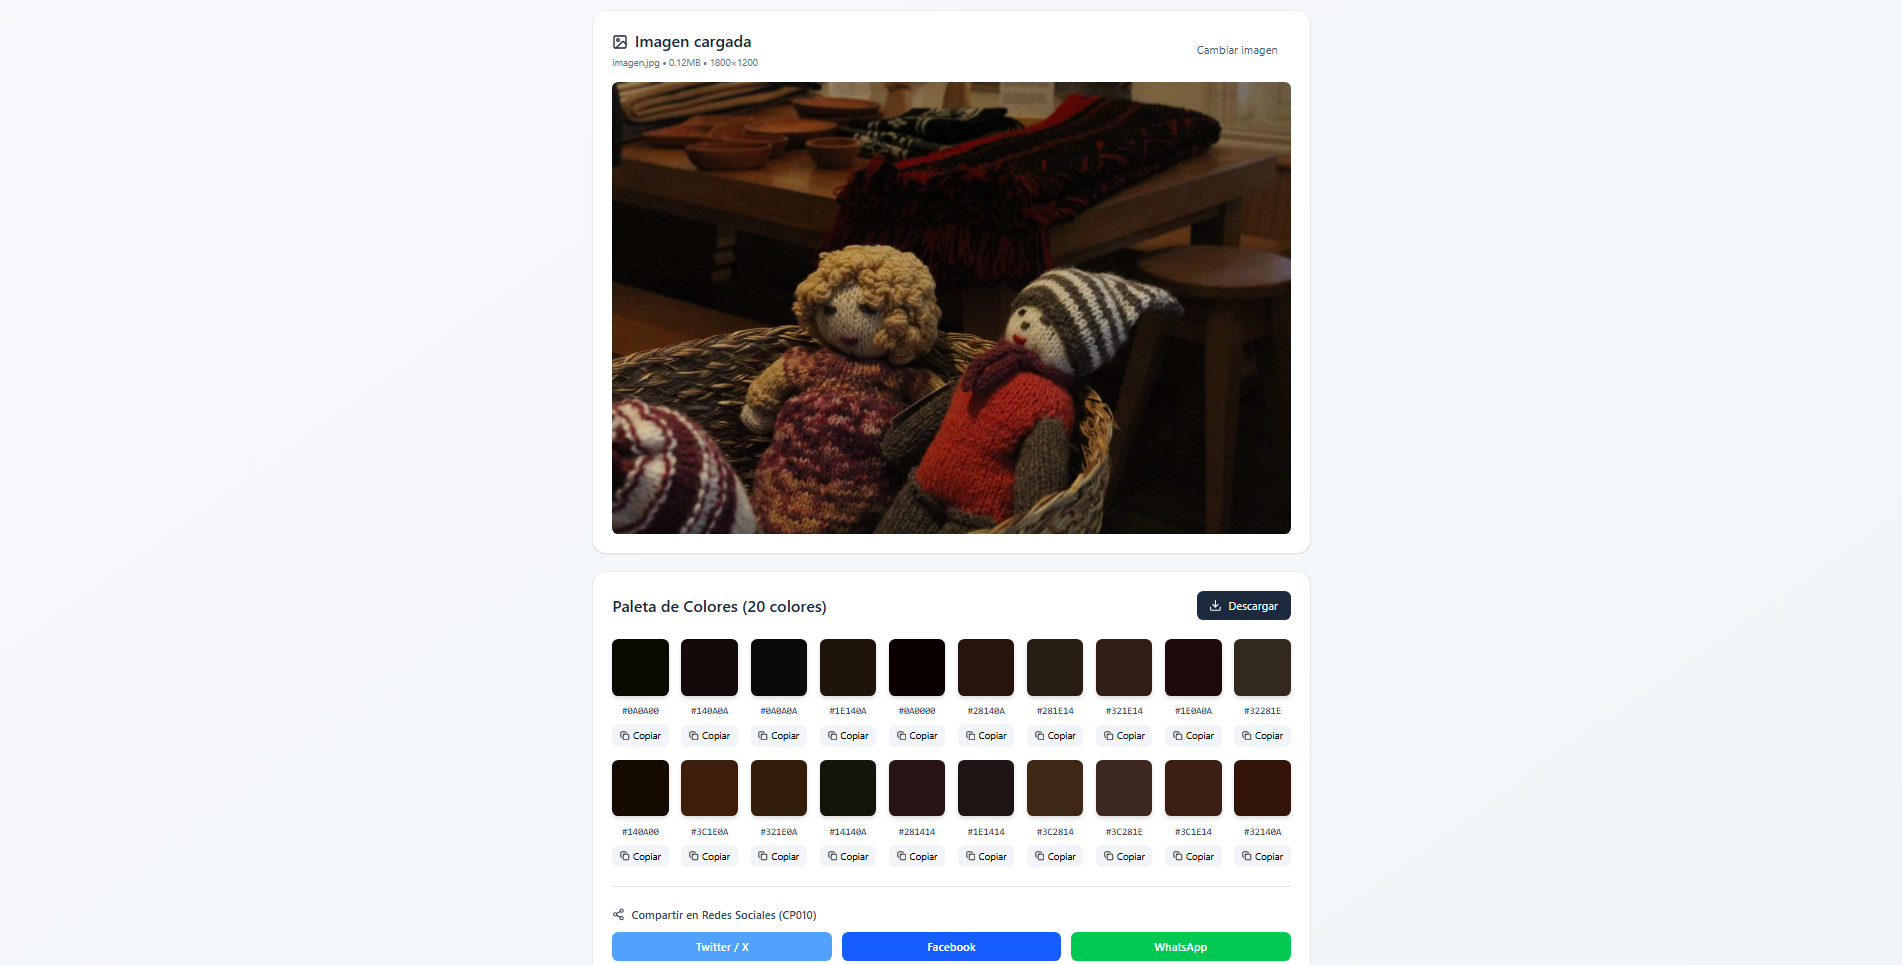 Imagen cargada
imagen.jpg • 0.12MB • 1800×1200
Cambiar imagen
Paleta de Colores (20 colores)
Descargar
#0A0A00 #140A0A #0A0A0A #1E140A #0A0000 #28140A #281E14 #321E14 #1E0A0A #32281E
Copiar Copiar Copiar Copiar Copiar Copiar Copiar Copiar Copiar Copiar
#140A00 #3C1E0A #321E0A #14140A #281414 #1E1414 #3C2814 #3C281E #3C1E14 #32140A
Copiar Copiar Copiar Copiar Copiar Copiar Copiar Copiar Copiar Copiar
Compartir en Redes Sociales (CP010)
Twitter / X Facebook WhatsApp